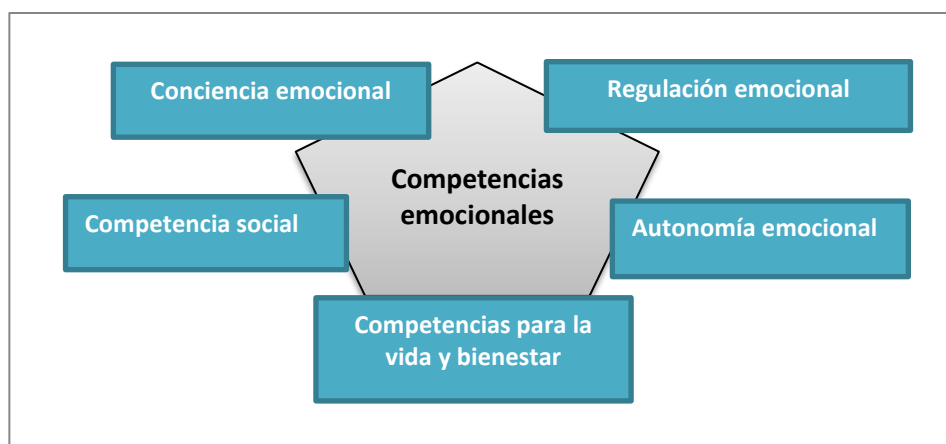 Conciencia emocional
Regulación emocional
Competencias
emocionales
Competencia social
Autonomía emocional
Competencias para la
vida y bienestar